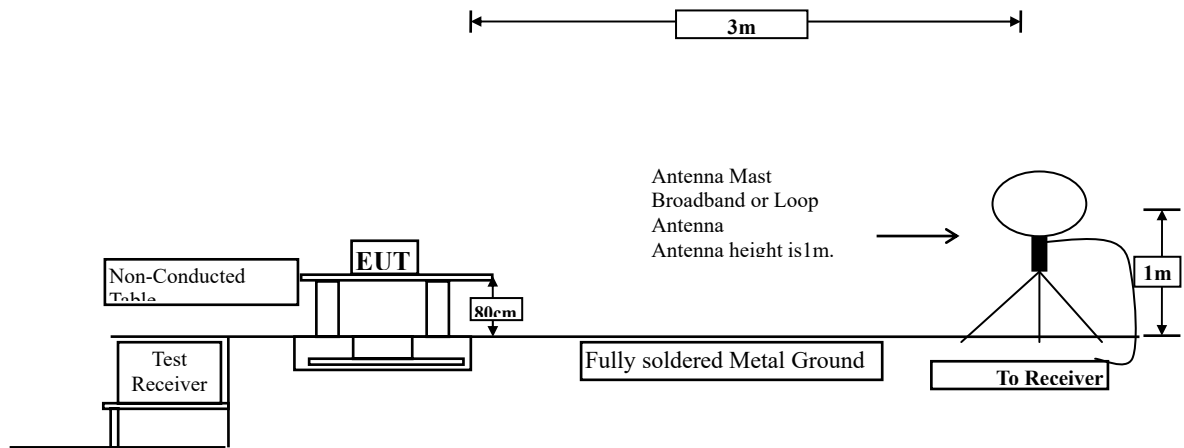 3m
Antenna Mast
Broadband or Loop
Antenna
Antenna height is1m.
EUT
Non-Conducted
Table
80cm
1m
Test
Receiver
Fully soldered Metal Ground
To Receiver